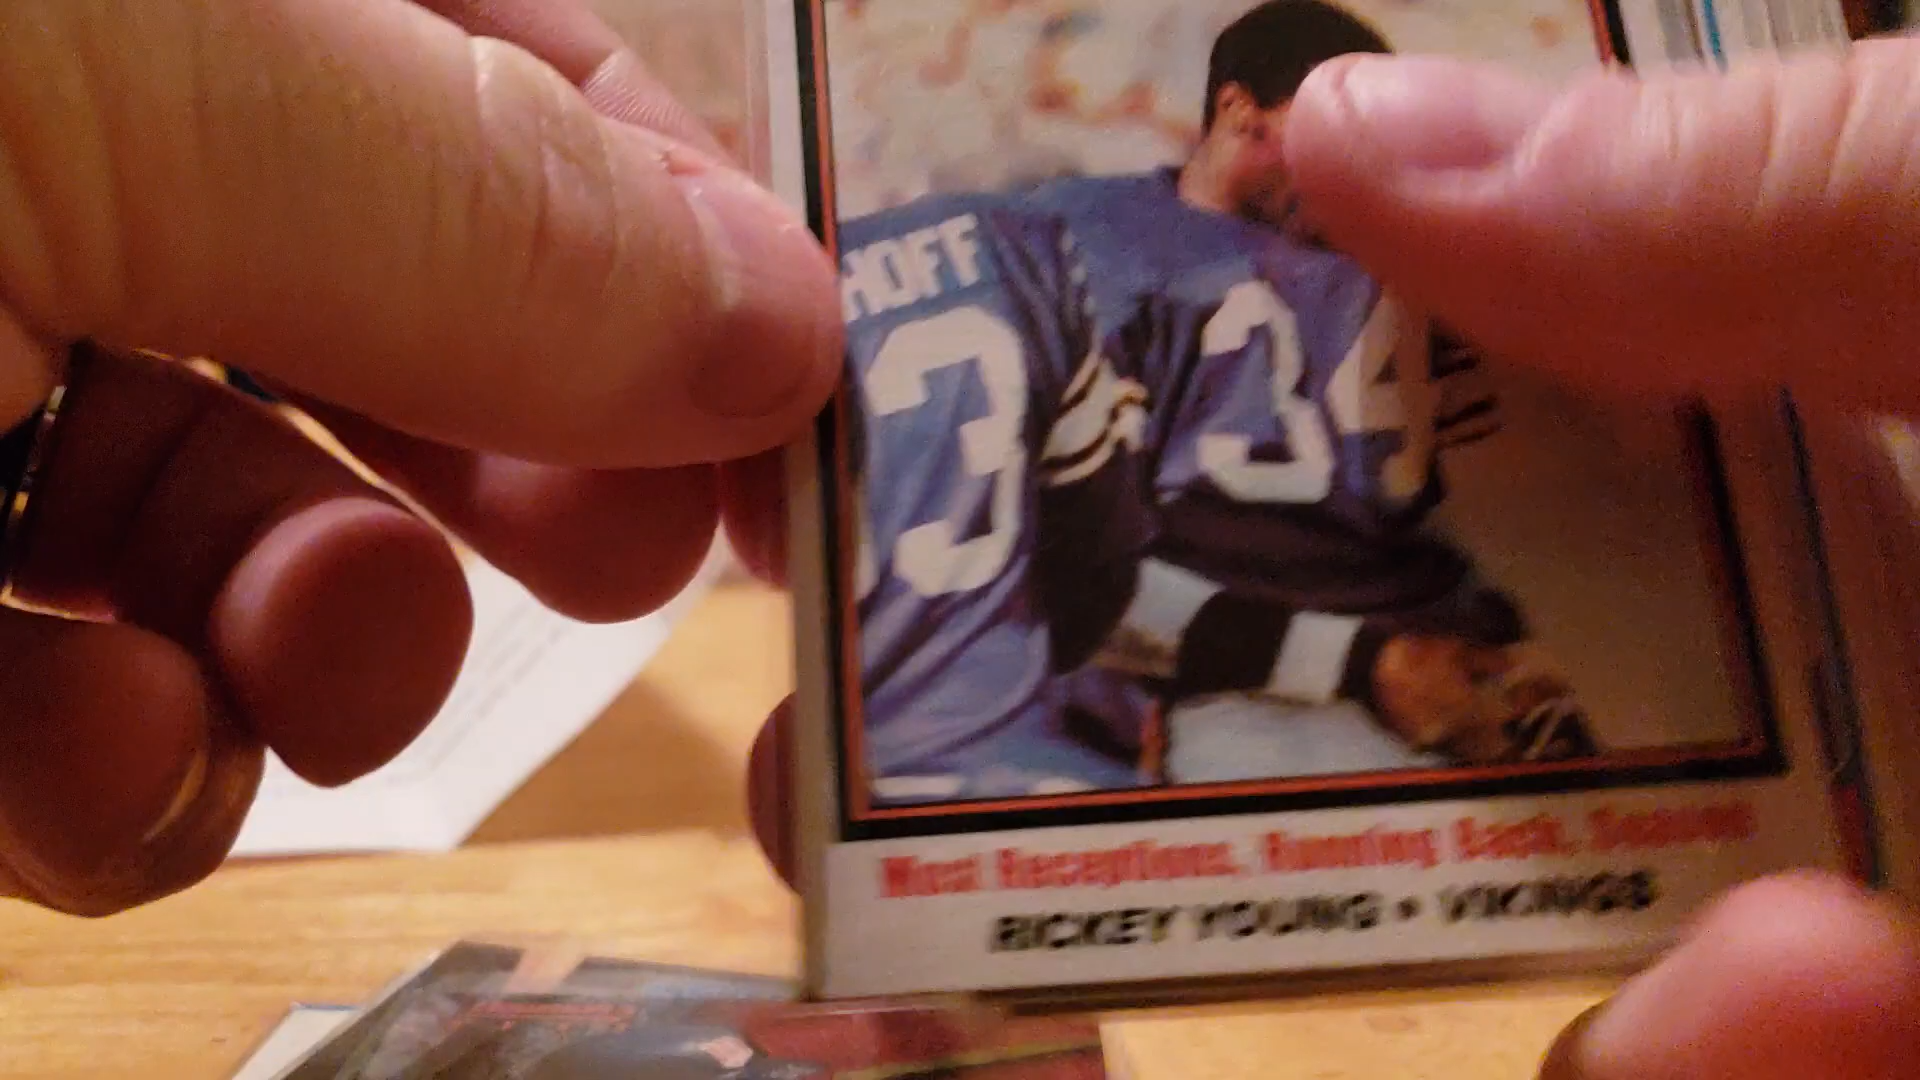 HOFF
3
34
Most Receptions, Running Back, Season
RICKEY YOUNG • VIKINGS